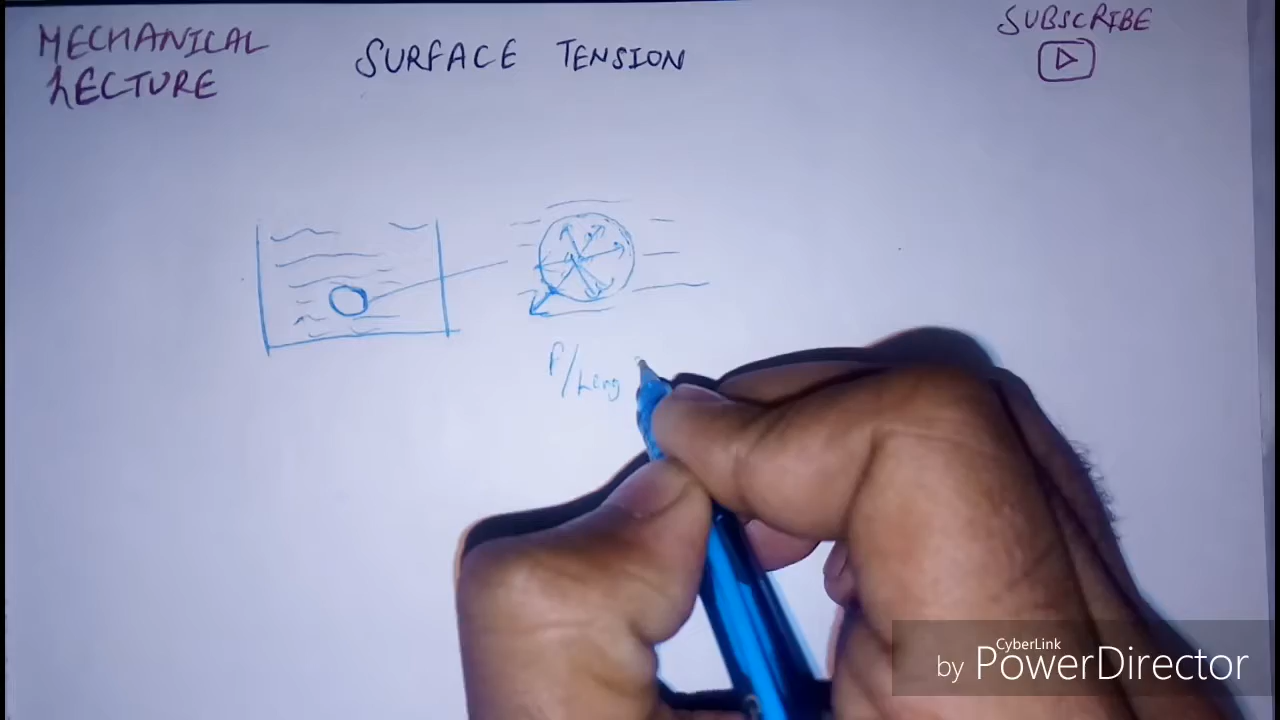 MECHANICAL
LECTURE
SURFACE TENSION
SUBSCRIBE
F/Leng
CyberLink
by PowerDirector